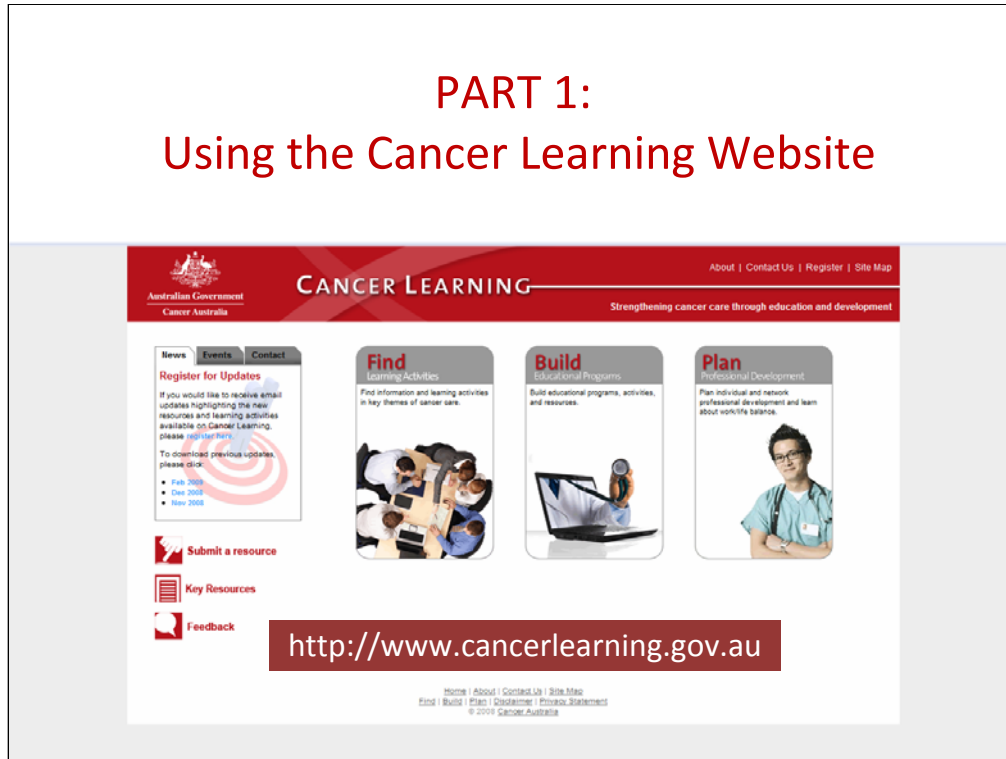 PART 1:
Using the Cancer Learning Website
Australian Government
Cancer Australia
CANCER LEARNING
About | Contact Us | Register | Site Map
Strengthening cancer care through education and development
News Events Contact
Register for Updates
If you would like to receive email
updates highlighting the new
resources and learning activities
available on Cancer Learning,
please register here.
To download previous updates,
please click:
Feb 2009
Dec 2008
Nov 2008
Submit a resource
Key Resources
Feedback
Find
Learning Activities
Find information and learning activities
in key themes of cancer care.
Build
Educational Programs
Build educational programs, activities,
and resources.
Plan
Professional Development
Plan individual and network
professional development and learn
about work/life balance.
http://www.cancerlearning.gov.au
Home | About | Contact Us | Site Map
Find | Build | Plan | Disclaimer | Privacy Statement
© 2008 Cancer Australia